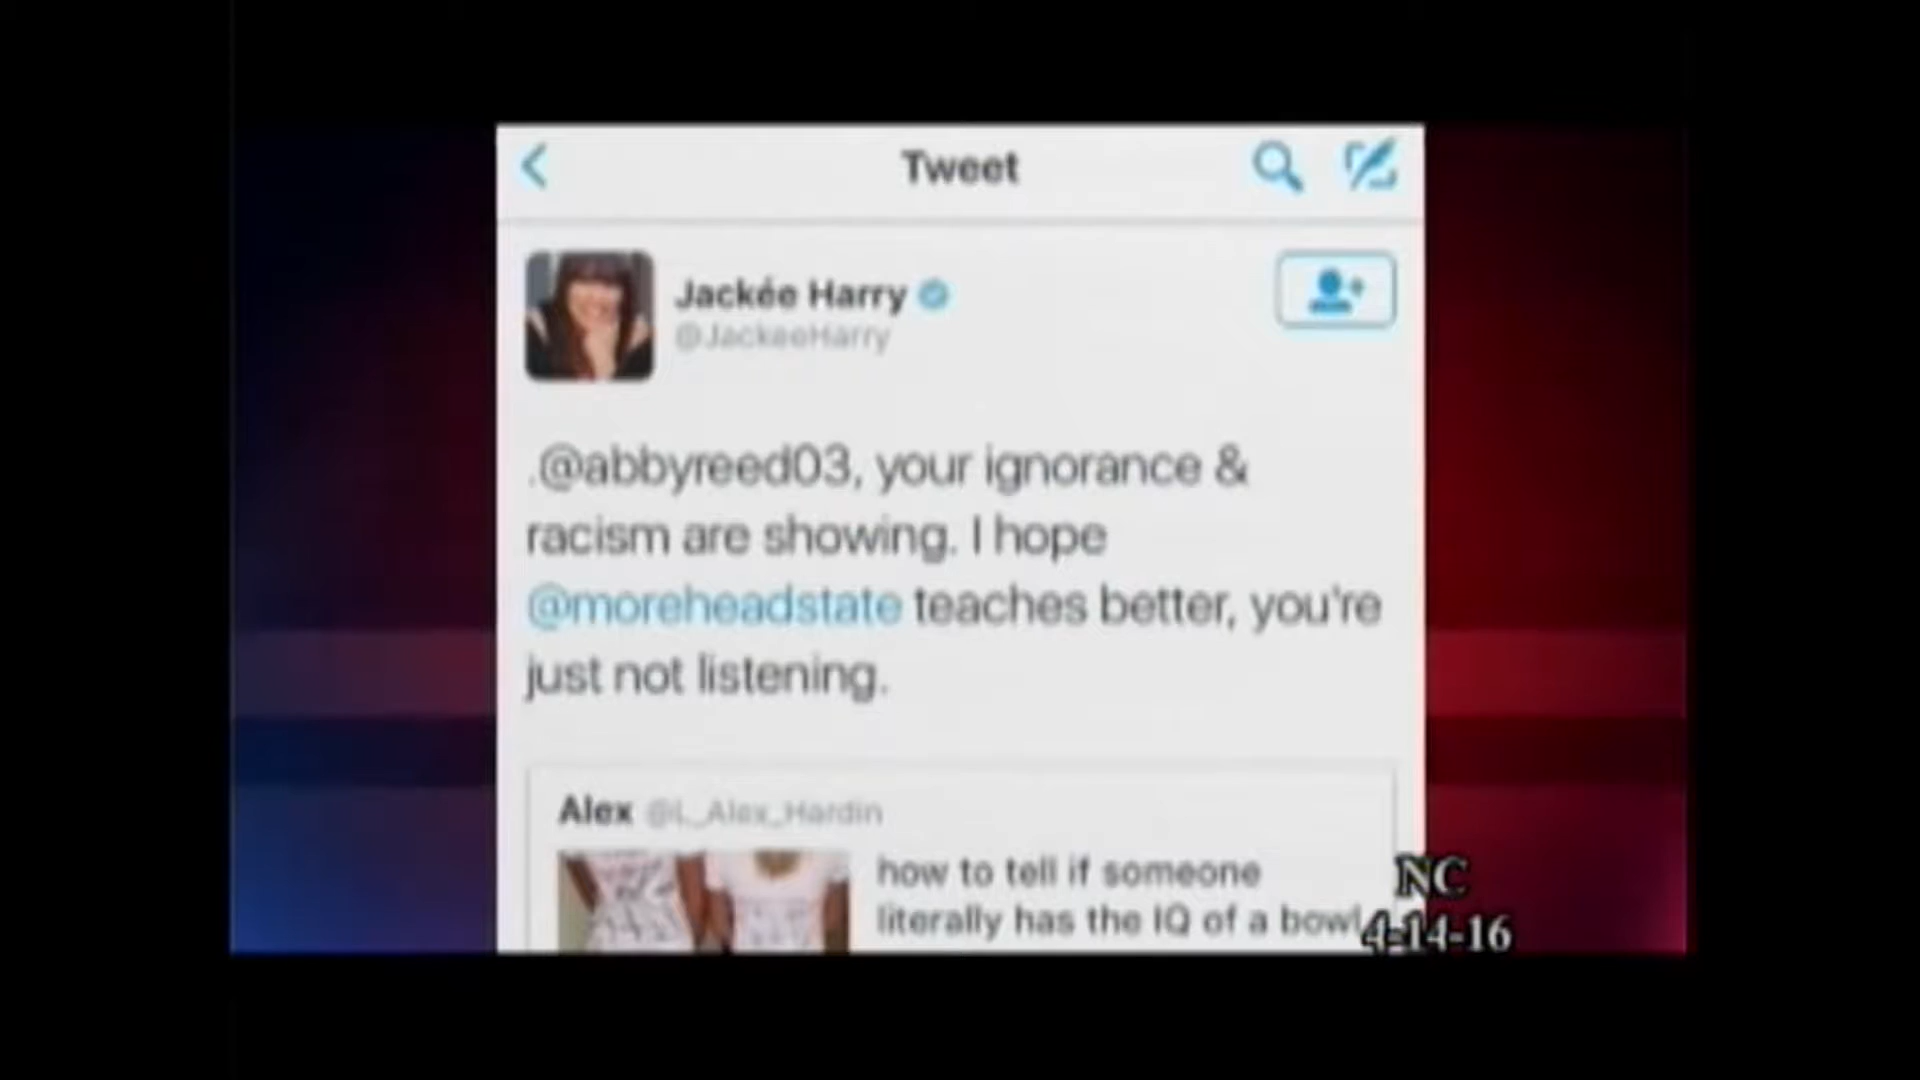 Tweet
Jackée Harry
@JackeeHarry
.@abbyreed03, your ignorance &
racism are showing. I hope
@moreheadstate teaches better, you're
just not listening.
Alex @L_Alex_Hardin
how to tell if someone
literally has the IQ of a bowl
NC
4-14-16